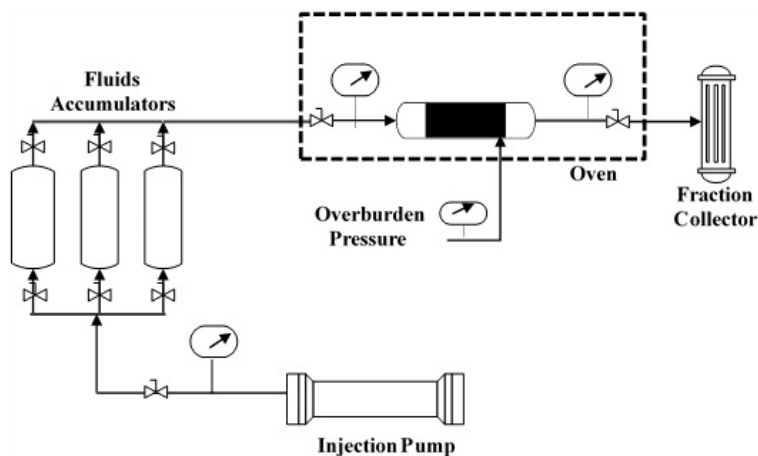 Fluids
Accumulators
Oven
Overburden
Pressure
Fraction
Collector
Injection Pump